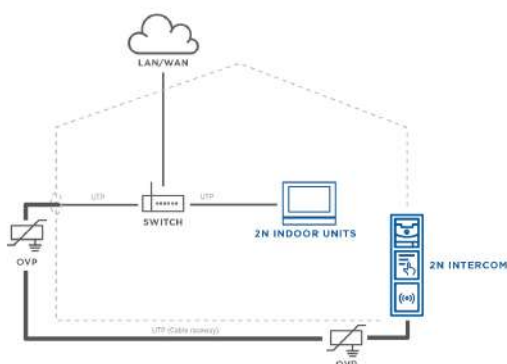 LAN/WAN
UTP
UTP
SWITCH
2N INDOOR UNITS
OVP
2N INTERCOM
UTP (Cable raceway)
OVP